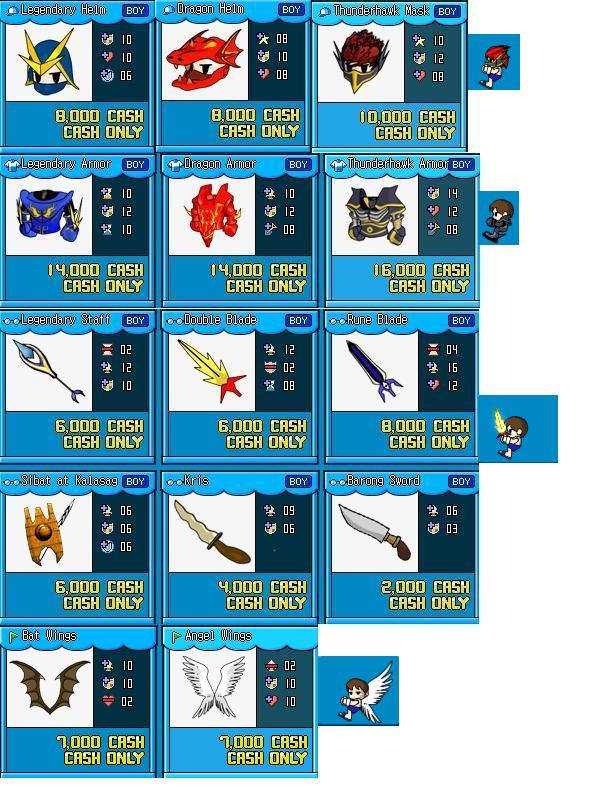 Legendary Helm BOY
10
10
06
8,000 CASH
CASH ONLY
Dragon Helm BOY
08
10
08
8,000 CASH
CASH ONLY
Thunderhawk Mask BOY
10
12
08
10,000 CASH
CASH ONLY
Legendary Armor BOY
10
12
10
14,000 CASH
CASH ONLY
Dragon Armor BOY
10
12
08
14,000 CASH
CASH ONLY
Thunderhawk Armor BOY
14
12
08
16,000 CASH
CASH ONLY
Legendary Staff BOY
02
12
10
6,000 CASH
CASH ONLY
Double Blade BOY
12
02
08
6,000 CASH
CASH ONLY
Rune Blade BOY
04
16
12
8,000 CASH
CASH ONLY
Sibat at Kalasag BOY
06
06
06
6,000 CASH
CASH ONLY
Kris BOY
09
06
4,000 CASH
CASH ONLY
Barong Sword BOY
06
03
2,000 CASH
CASH ONLY
Bat Wings
10
10
02
7,000 CASH
CASH ONLY
Angel Wings
02
10
10
7,000 CASH
CASH ONLY